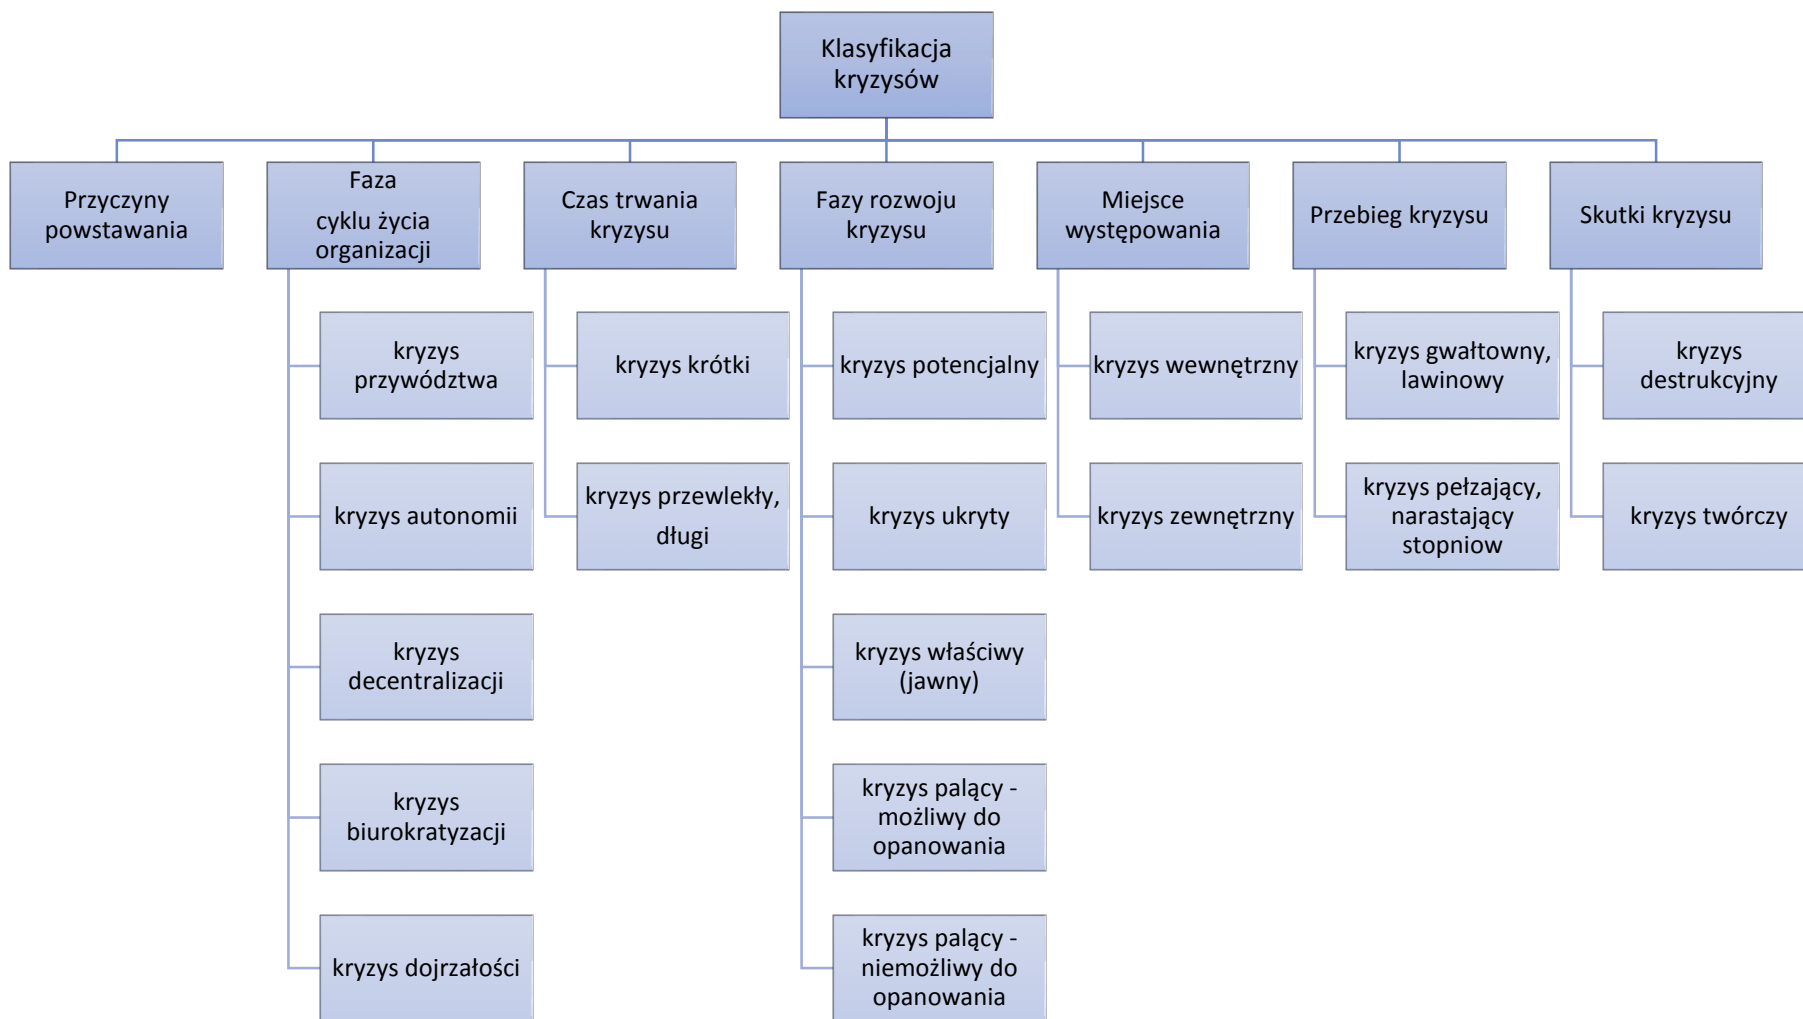 Klasyfikacja
kryzysów
Przyczyny
powstawania
Faza
cyklu życia
organizacji
Czas trwania
kryzysu
Fazy rozwoju
kryzysu
Miejsce
występowania
Przebieg kryzysu
Skutki kryzysu
kryzys
przywództwa
kryzys autonomii
kryzys
decentralizacji
kryzys
biurokratyzacji
kryzys dojrzałości
kryzys krótki
kryzys przewlekły,
długi
kryzys potencjalny
kryzys ukryty
kryzys właściwy
(jawny)
kryzys palący -
możliwy do
opanowania
kryzys palący -
niemożliwy do
opanowania
kryzys wewnętrzny
kryzys zewnętrzny
kryzys gwałtowny,
lawinowy
kryzys pełzający,
narastający
stopniow
kryzys
destrukcyjny
kryzys twórczy